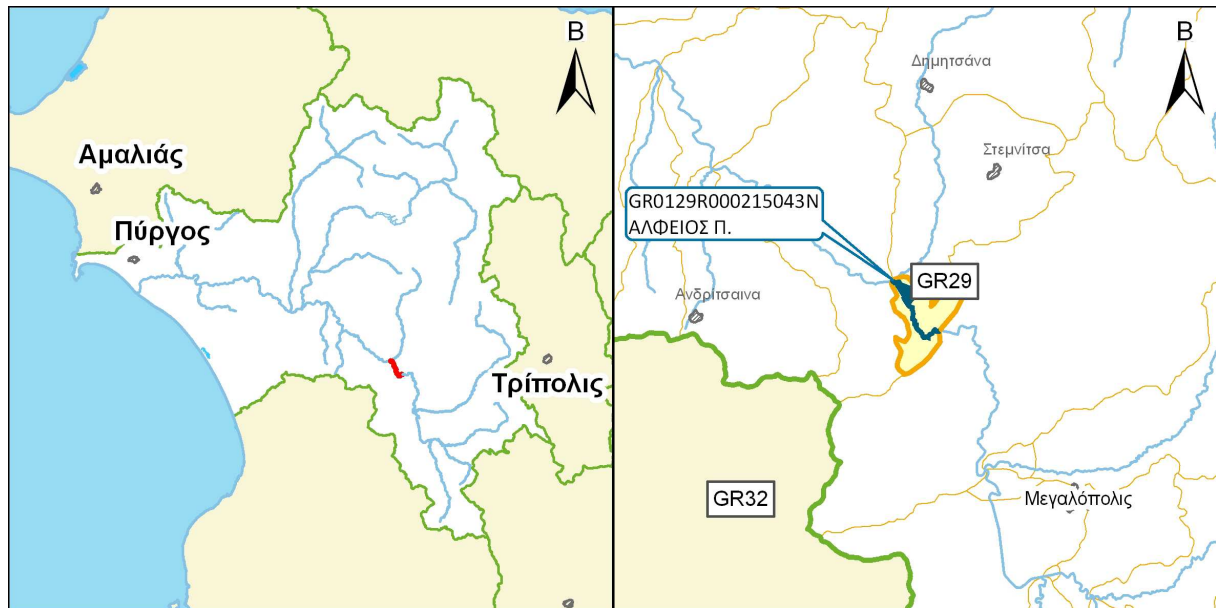 Β
Αμαλιάς
Πύργος
Τρίπολις
Β
Δημητσάνα
Στεμνίτσα
GR0129R000215043N
ΑΛΦΕΙΟΣ Π.
GR29
Ανδρίτσαινα
GR32
Μεγαλόπολις